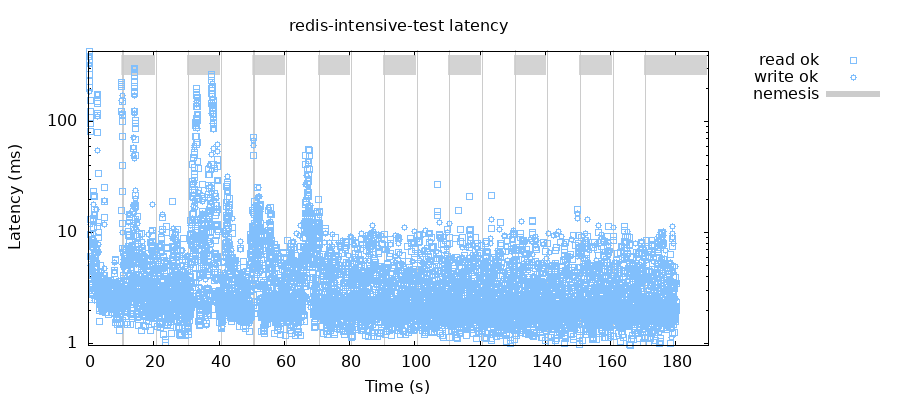 redis-intensive-test latency
read ok
write ok
nemesis
Latency (ms)
100
10
1
0 20 40 60 80 100 120 140 160 180
Time (s)